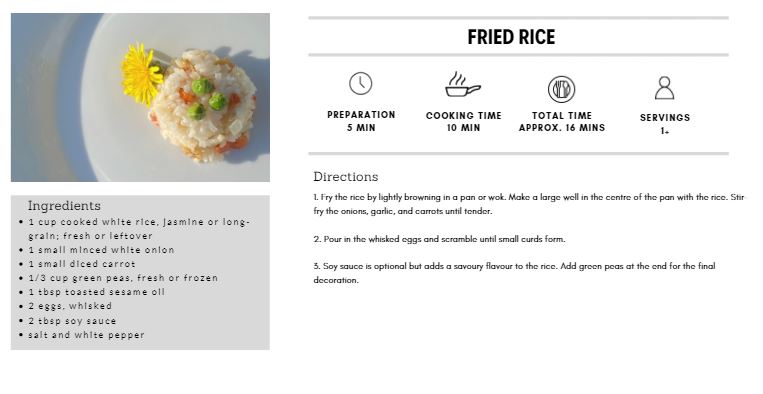 FRIED RICE
PREPARATION
5 MIN
COOKING TIME
10 MIN
TOTAL TIME
APPROX. 16 MINS
SERVINGS
1+
Ingredients
• 1 cup cooked white rice, jasmine or long-
grain; fresh or leftover
• 1 small minced white onion
• 1 small diced carrot
• 1/3 cup green peas, fresh or frozen
• 1 tbsp toasted sesame oil
• 2 eggs, whisked
• 2 tbsp soy sauce
• salt and white pepper
Directions
1. Fry the rice by lightly browning in a pan or wok. Make a large well in the centre of the pan with the rice. Stir-
fry the onions, garlic, and carrots until tender.
2. Pour in the whisked eggs and scramble until small curds form.
3. Soy sauce is optional but adds a savoury flavour to the rice. Add green peas at the end for the final
decoration.